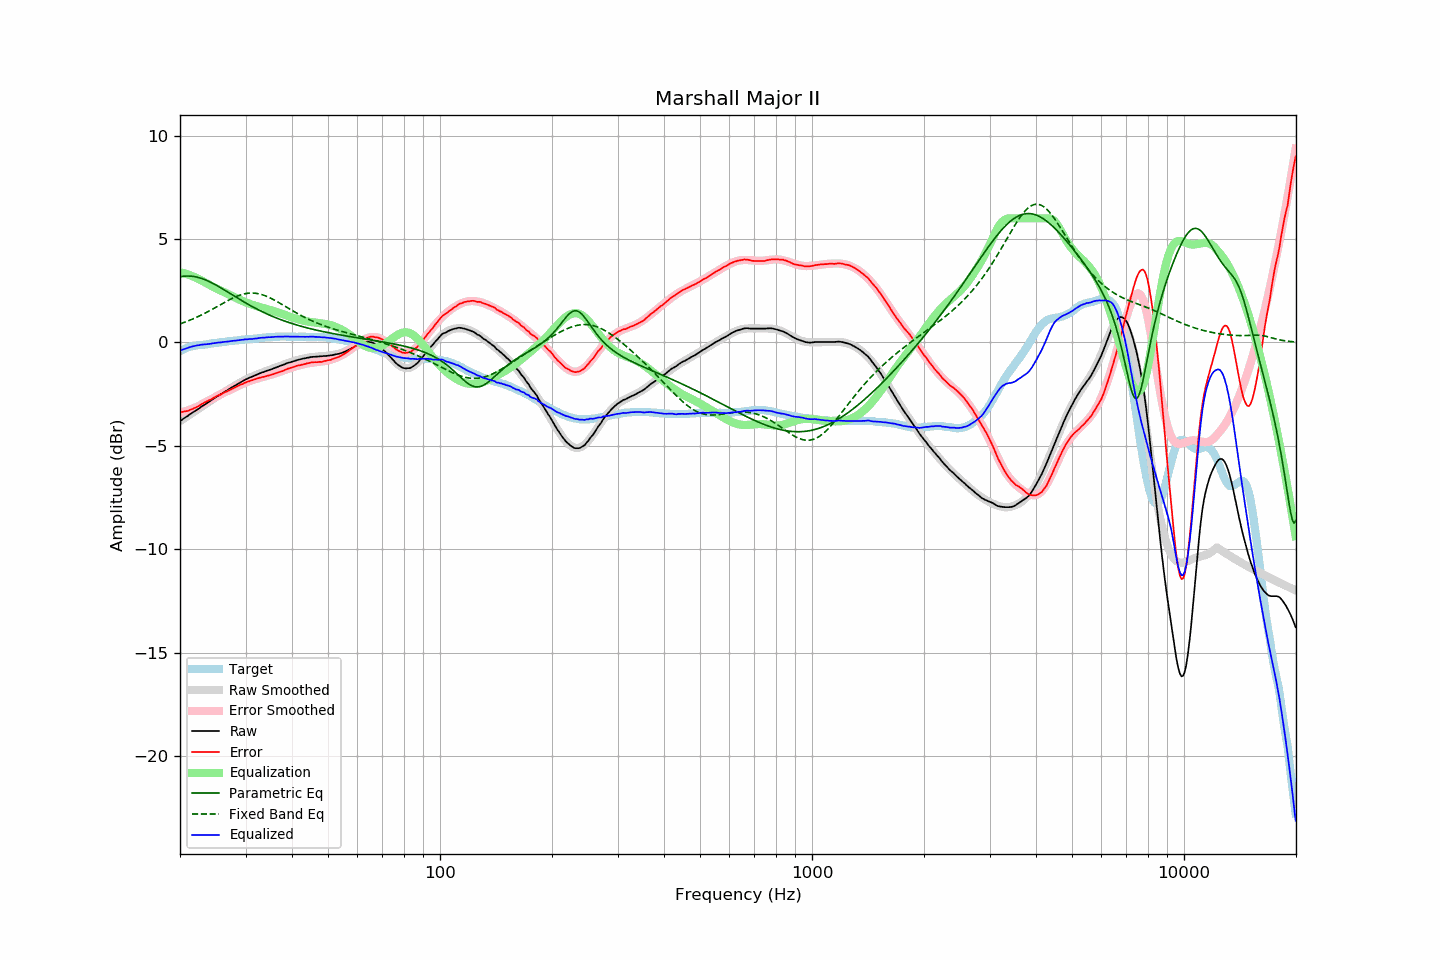 Marshall Major II
10
5
0
−5
−10
−15
−20
Amplitude (dBr)
Target
Raw Smoothed
Error Smoothed
Raw
Error
Equalization
Parametric Eq
Fixed Band Eq
Equalized
100
1000
10000
Frequency (Hz)